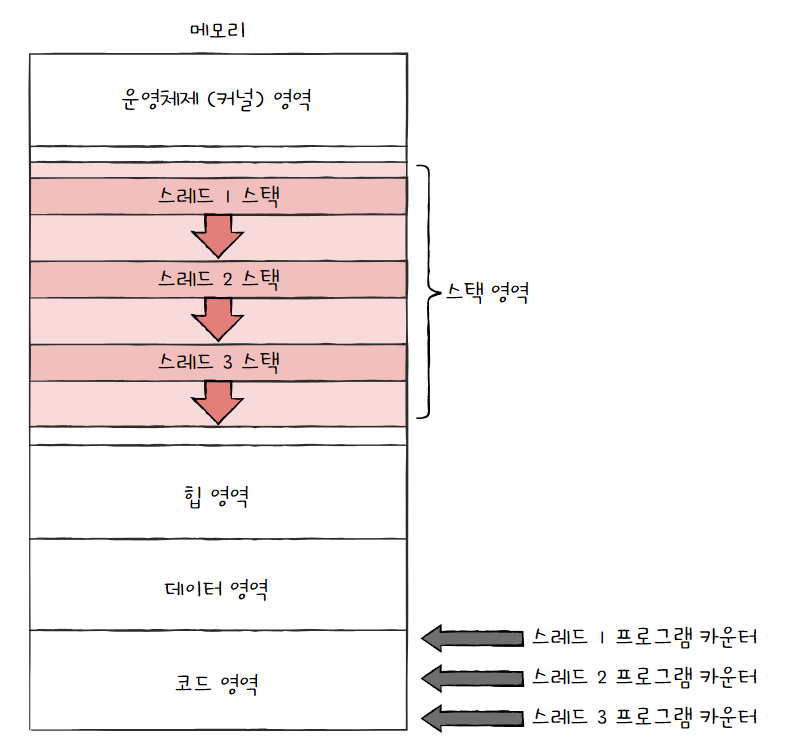 메모리
운영체제 (커널) 영역
스레드 1 스택
스레드 2 스택
스택 영역
스레드 3 스택
힙 영역
데이터 영역
스레드 1 프로그램 카운터
코드 영역
스레드 2 프로그램 카운터
스레드 3 프로그램 카운터